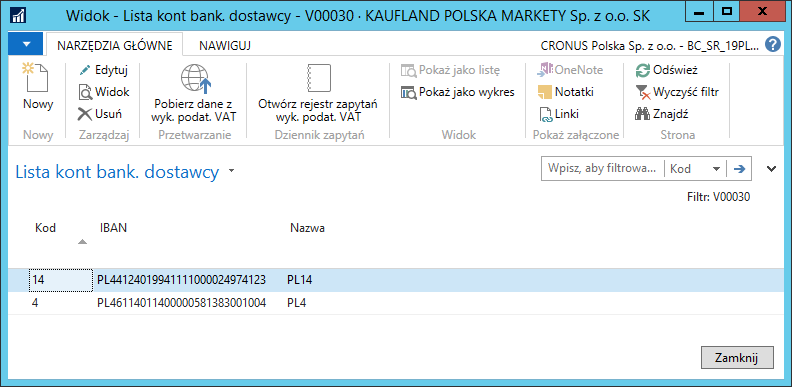 Widok - Lista kont bank. dostawcy - V00030 · KAUFLAND POLSKA MARKETY Sp. z o.o. SK
NARZĘDZIA GŁÓWNE NAWIGUJ CRONUS Polska Sp. z o.o. - BC_SR_19PL...
Nowy
Nowy
Edytuj
Widok
Usuń
Zarządzaj
Pobierz dane z
wyk. podat. VAT
Przetwarzanie
Otwórz rejestr zapytań
wyk. podat. VAT
Dziennik zapytań
Pokaż jako listę
Pokaż jako wykres
Widok
OneNote
Notatki
Linki
Pokaż załączone
Odśwież
Wyczyść filtr
Znajdź
Strona
Lista kont bank. dostawcy
Wpisz, aby filtrowa... Kod
Filtr: V00030
Kod IBAN Nazwa
14 PL44124019941111000024974123 PL14
4 PL46114011400000581383001004 PL4
Zamknij